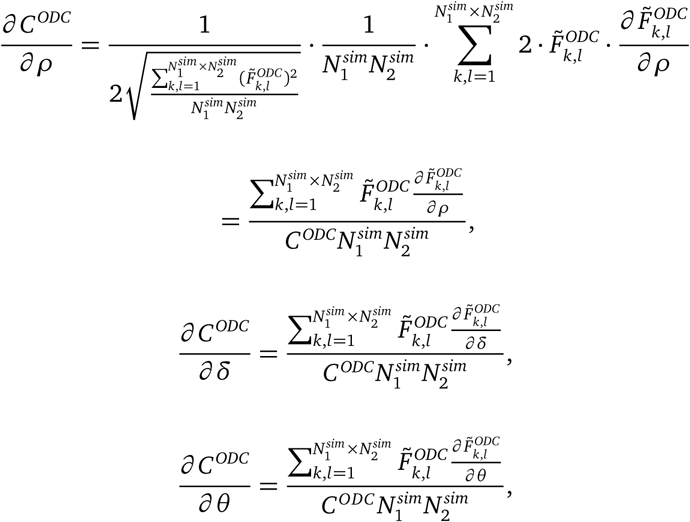 \frac{\partial C^{ODC}}{\partial \rho} = \frac{1}{2\sqrt{\frac{\sum_{k,l=1}^{N_1^{sim} \times N_2^{sim}} (\tilde{F}_{k,l}^{ODC})^2}{N_1^{sim} N_2^{sim}}}} \cdot \frac{1}{N_1^{sim} N_2^{sim}} \cdot \sum_{k,l=1}^{N_1^{sim} \times N_2^{sim}} 2 \cdot \tilde{F}_{k,l}^{ODC} \cdot \frac{\partial \tilde{F}_{k,l}^{ODC}}{\partial \rho}
= \frac{\sum_{k,l=1}^{N_1^{sim} \times N_2^{sim}} \tilde{F}_{k,l}^{ODC} \frac{\partial \tilde{F}_{k,l}^{ODC}}{\partial \rho}}{C^{ODC} N_1^{sim} N_2^{sim}},
\frac{\partial C^{ODC}}{\partial \delta} = \frac{\sum_{k,l=1}^{N_1^{sim} \times N_2^{sim}} \tilde{F}_{k,l}^{ODC} \frac{\partial \tilde{F}_{k,l}^{ODC}}{\partial \delta}}{C^{ODC} N_1^{sim} N_2^{sim}},
\frac{\partial C^{ODC}}{\partial \theta} = \frac{\sum_{k,l=1}^{N_1^{sim} \times N_2^{sim}} \tilde{F}_{k,l}^{ODC} \frac{\partial \tilde{F}_{k,l}^{ODC}}{\partial \theta}}{C^{ODC} N_1^{sim} N_2^{sim}},